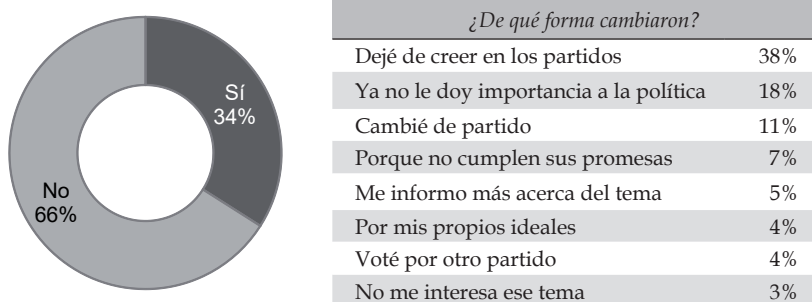 Sí
34%
No
66%
¿De qué forma cambiaron?
Dejé de creer en los partidos 38%
Ya no le doy importancia a la política 18%
Cambié de partido 11%
Porque no cumplen sus promesas 7%
Me informo más acerca del tema 5%
Por mis propios ideales 4%
Voté por otro partido 4%
No me interesa ese tema 3%